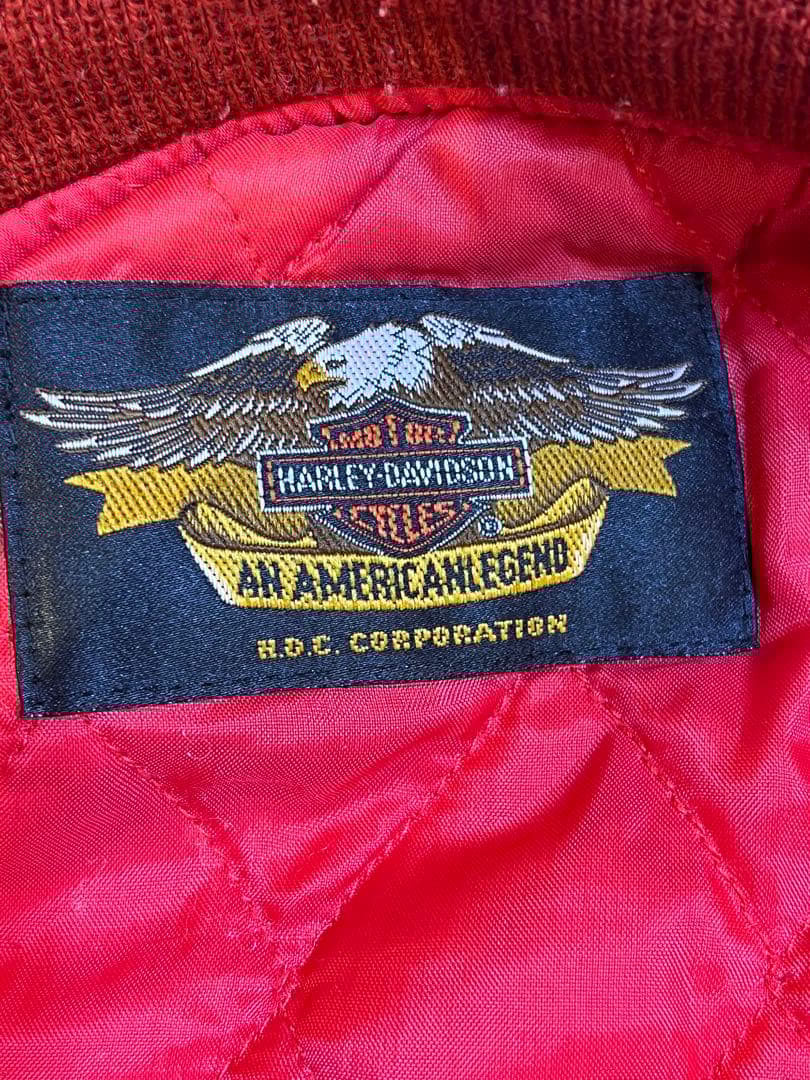 MOTOR
HARLEY-DAVIDSON
CYCLES
®
AN AMERICAN LEGEND
H.D.C. CORPORATION